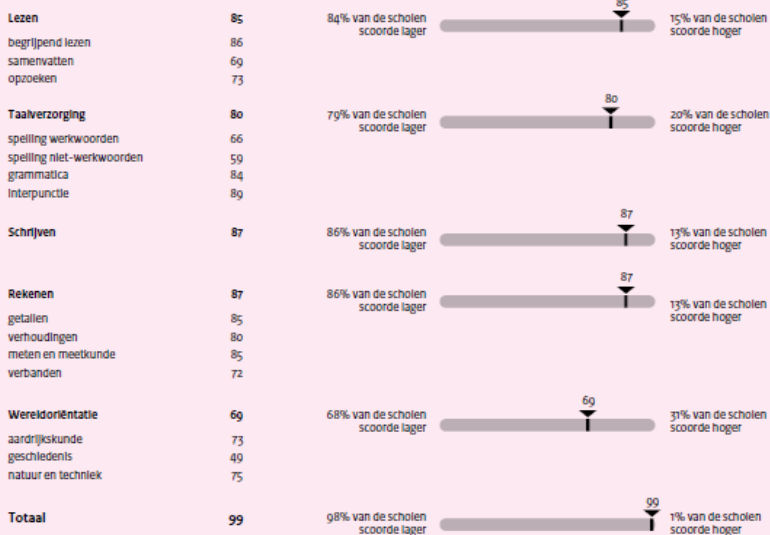 85
Lezen 85 84% van de scholen 15% van de scholen
scoorde lager scoorde hoger
begrijpend lezen 86
samenvatten 69
opzoeken 73
80
Taalverzorging 80 79% van de scholen 20% van de scholen
scoorde lager scoorde hoger
spelling werkwoorden 66
spelling niet-werkwoorden 59
grammatica 84
interpunctie 89
87
Schrijven 87 86% van de scholen 13% van de scholen
scoorde lager scoorde hoger
87
Rekenen 87 86% van de scholen 13% van de scholen
scoorde lager scoorde hoger
getallen 85
verhoudingen 80
meten en meetkunde 85
verbanden 72
69
Wereldoriëntatie 69 68% van de scholen 31% van de scholen
scoorde lager scoorde hoger
aardrijkskunde 73
geschiedenis 49
natuur en techniek 75
99
Totaal 99 98% van de scholen 1% van de scholen
scoorde lager scoorde hoger